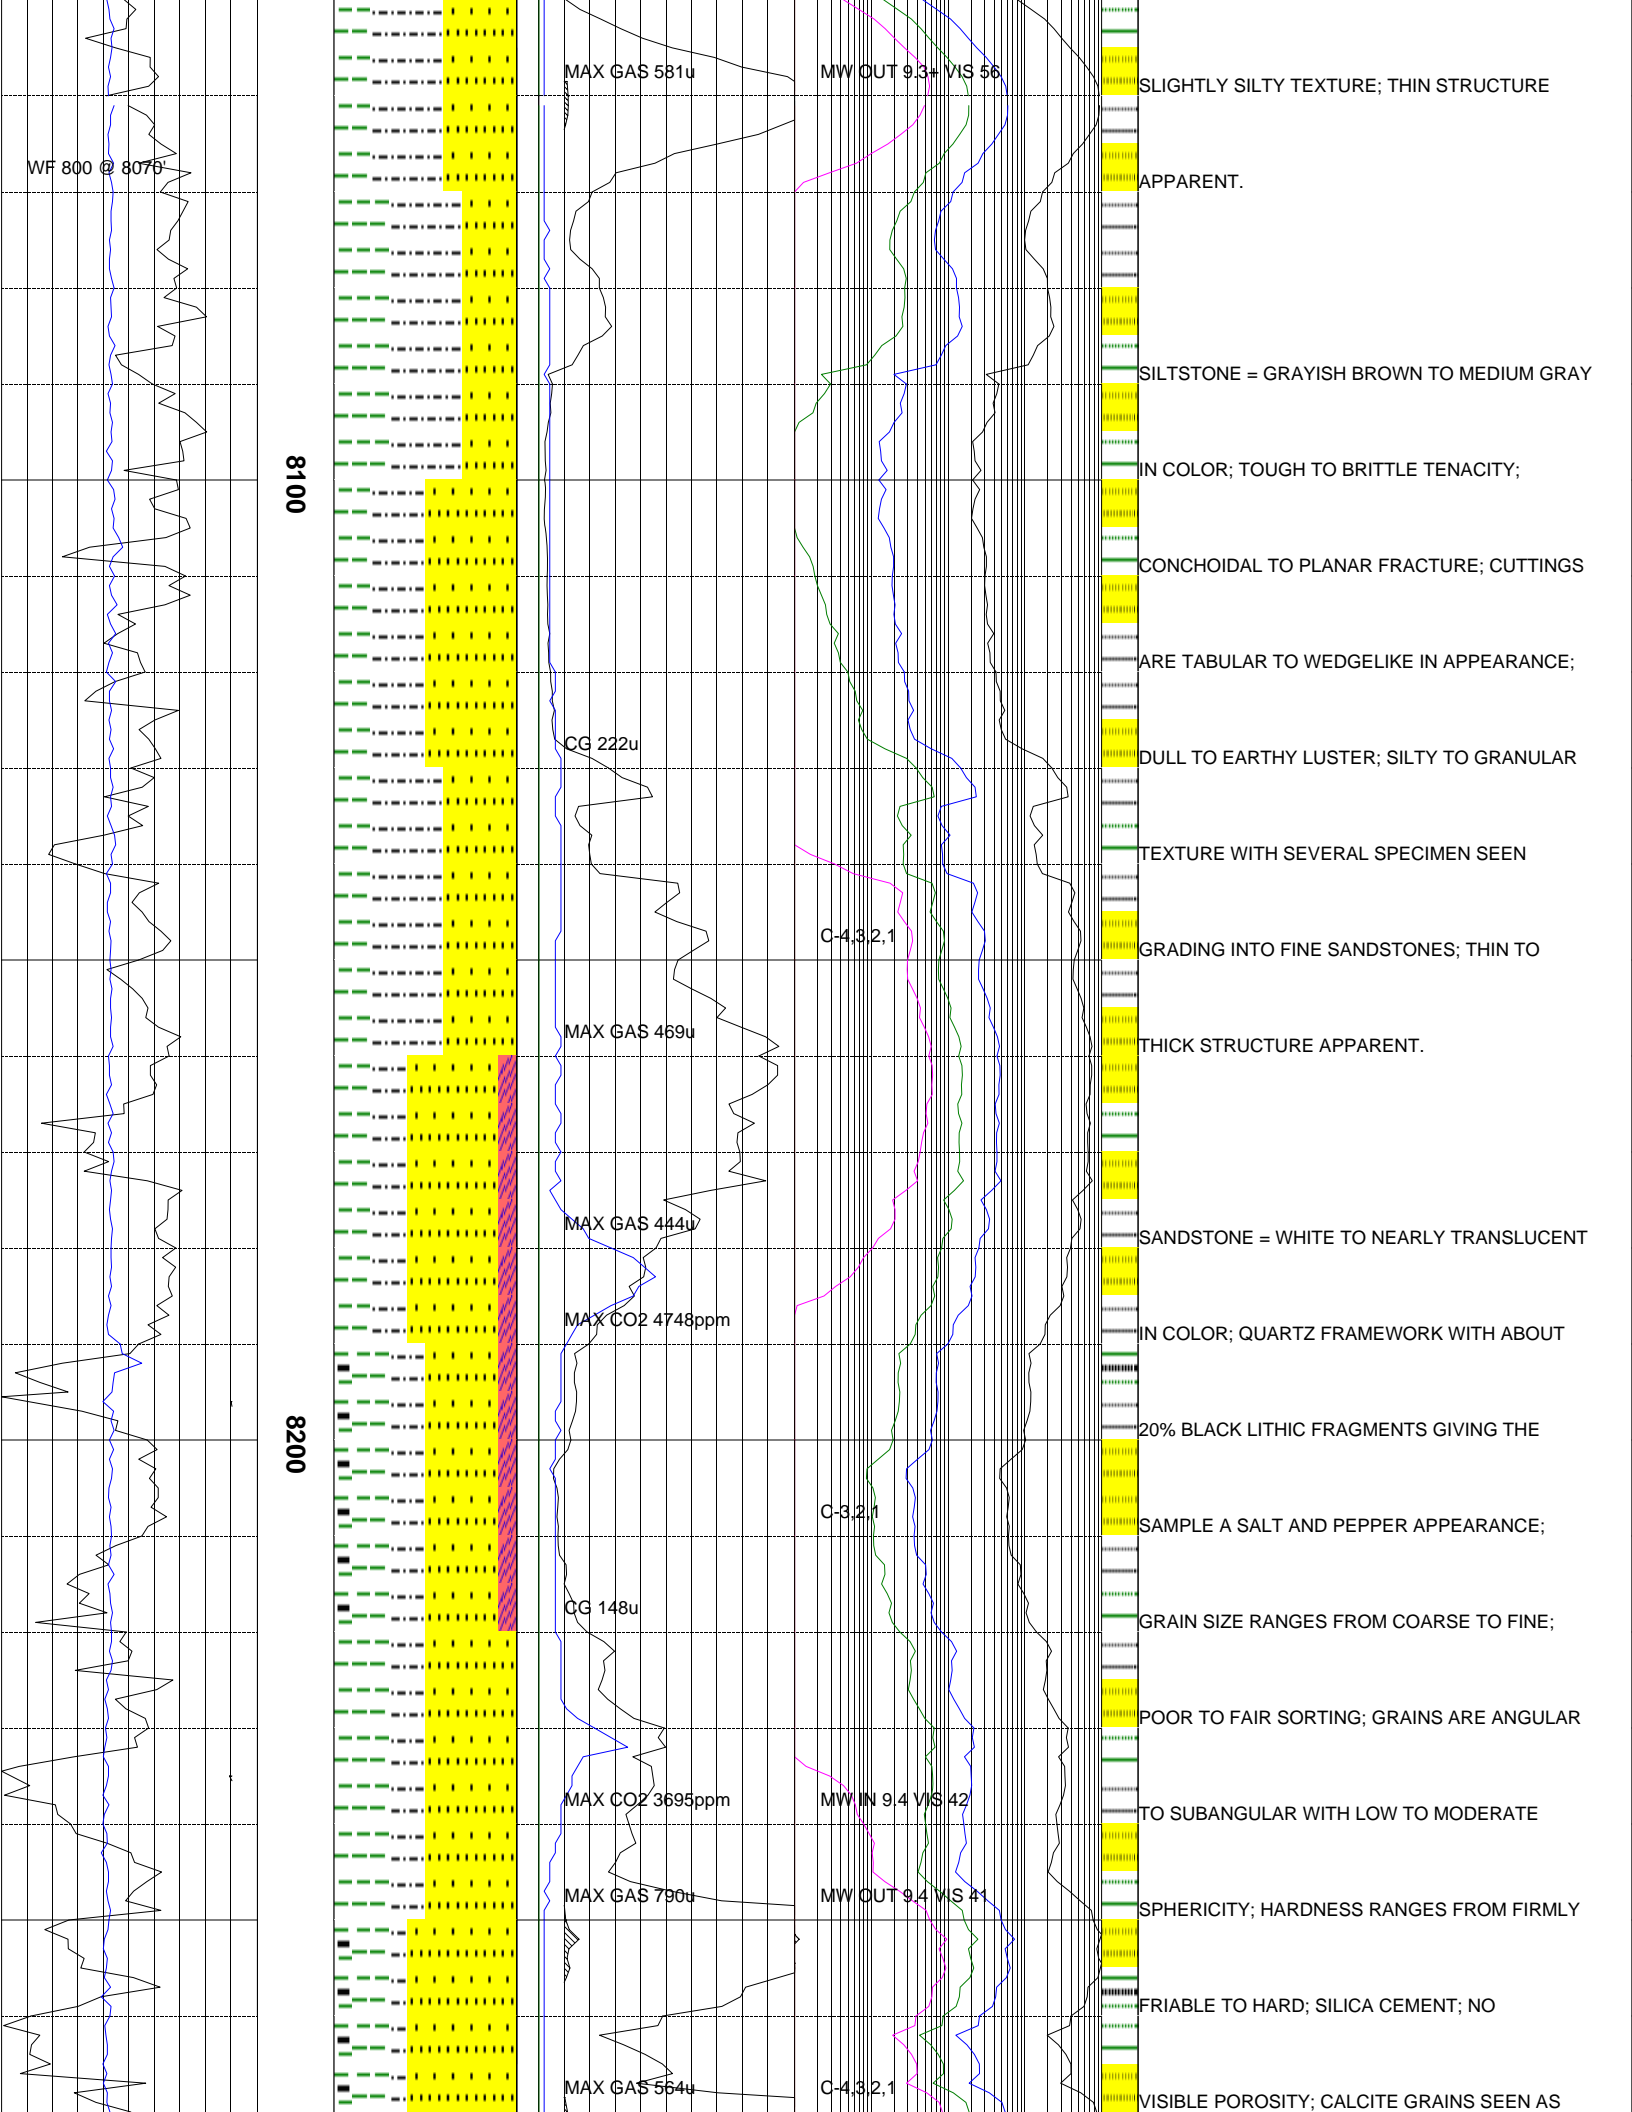 MAX GAS 581u
MW OUT 9.3+ VIS 56
SLIGHTLY SILTY TEXTURE; THIN STRUCTURE
WF 800 @ 8070'
APPARENT.
SILTSTONE = GRAYISH BROWN TO MEDIUM GRAY
8100
IN COLOR; TOUGH TO BRITTLE TENACITY;
CONCHOIDAL TO PLANAR FRACTURE; CUTTINGS
ARE TABULAR TO WEDGELIKE IN APPEARANCE;
CG 222u
DULL TO EARTHY LUSTER; SILTY TO GRANULAR
TEXTURE WITH SEVERAL SPECIMEN SEEN
C-4,3,2,1
GRADING INTO FINE SANDSTONES; THIN TO
MAX GAS 469u
THICK STRUCTURE APPARENT.
MAX GAS 444u
SANDSTONE = WHITE TO NEARLY TRANSLUCENT
MAX CO2 4748ppm
IN COLOR; QUARTZ FRAMEWORK WITH ABOUT
8200
20% BLACK LITHIC FRAGMENTS GIVING THE
C-3,2,1
SAMPLE A SALT AND PEPPER APPEARANCE;
CG 148u
GRAIN SIZE RANGES FROM COARSE TO FINE;
POOR TO FAIR SORTING; GRAINS ARE ANGULAR
MAX CO2 3695ppm
MW IN 9.4 VIS 42
TO SUBANGULAR WITH LOW TO MODERATE
MAX GAS 790u
MW OUT 9.4 VIS 41
SPHERICITY; HARDNESS RANGES FROM FIRMLY
FRIABLE TO HARD; SILICA CEMENT; NO
MAX GAS 564u
C-4,3,2,1
VISIBLE POROSITY; CALCITE GRAINS SEEN AS